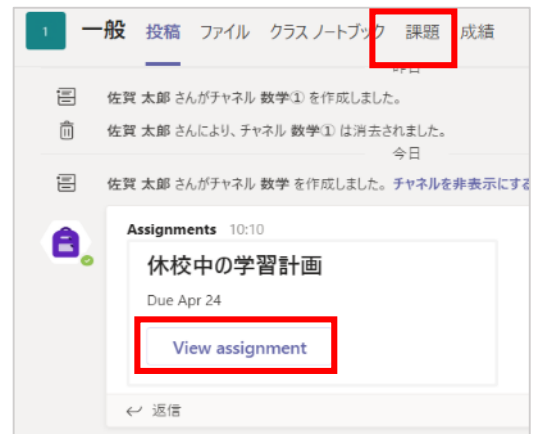 1 一般 投稿 ファイル クラス ノートブック 課題 成績
昨日
佐賀 太郎 さんがチャネル 数学① を作成しました。
佐賀 太郎 さんにより、チャネル 数学① は消去されました。
今日
佐賀 太郎 さんがチャネル 数学 を作成しました。チャネルを非表示にする
Assignments 10:10
休校中の学習計画
Due Apr 24
View assignment
返信